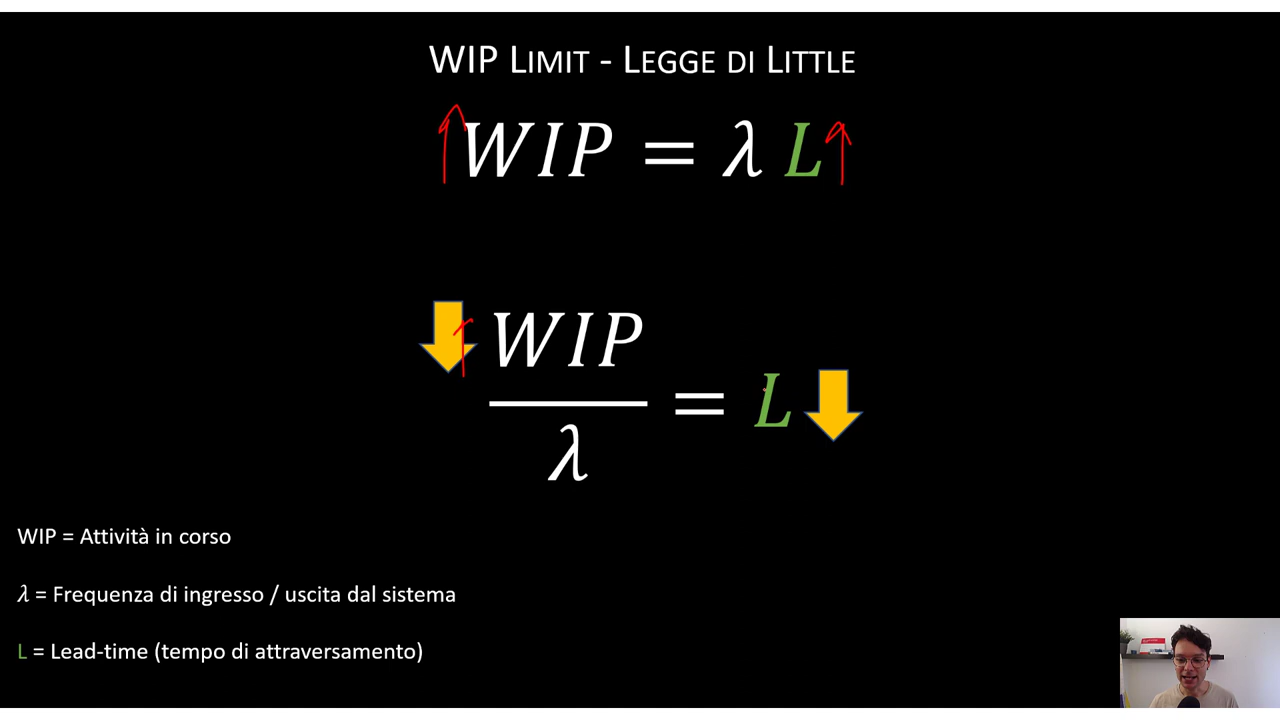 WIP LIMIT - LEGGE DI LITTLE
WIP = λ L
WIP
λ
= L
WIP = Attività in corso
λ = Frequenza di ingresso / uscita dal sistema
L = Lead-time (tempo di attraversamento)